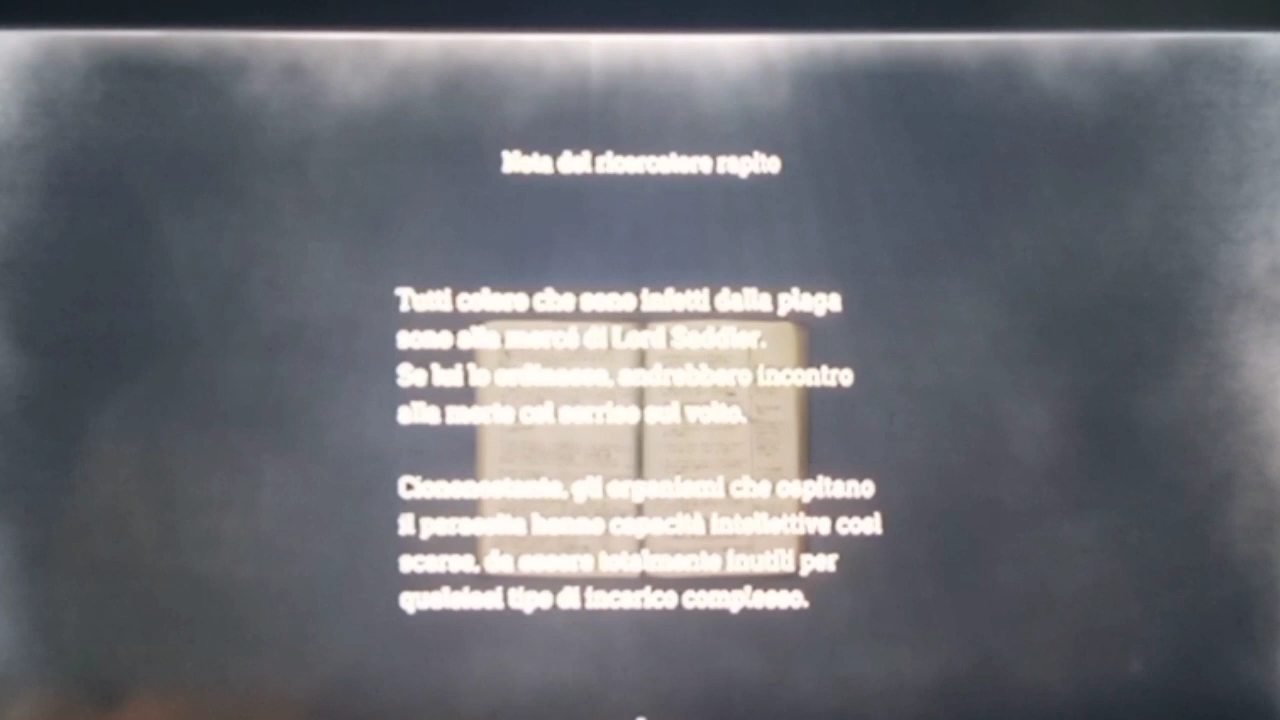 Nota del ricercatore rapito
Tutti coloro che sono infetti dalla plaga
sono alla mercé di Lord Saddler.
Se lui lo ordinasse, andrebbero incontro
alla morte col sorriso sul volto.
Ciononostante, gli organismi che ospitano
il parassita hanno capacità intellettive così
scarse, da essere totalmente inutili per
qualsiasi tipo di incarico complesso.